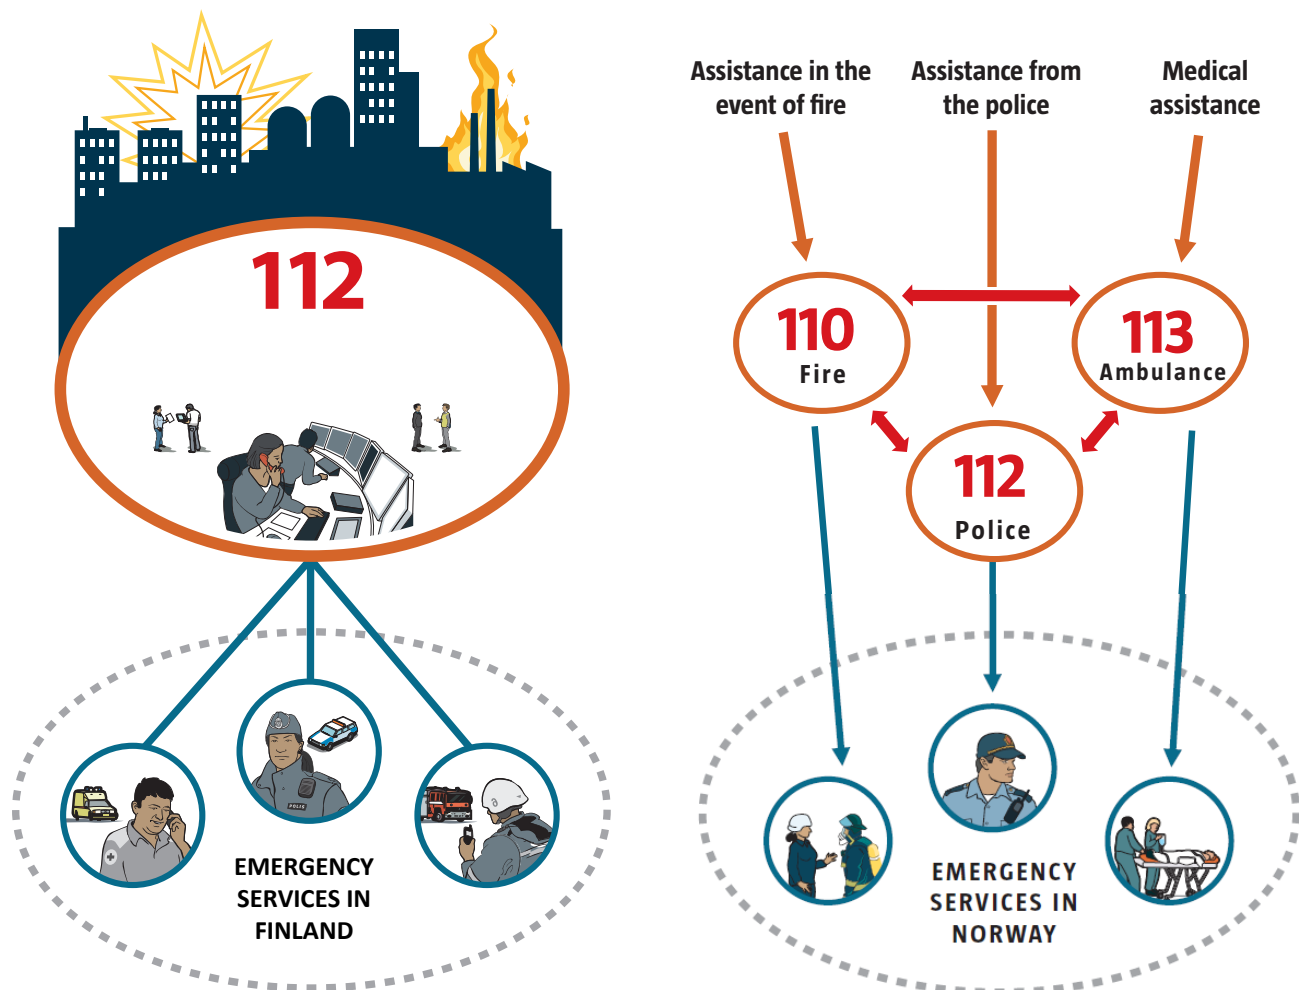 112
POLIS
EMERGENCY
SERVICES IN
FINLAND
Assistance in the
event of fire
Assistance from
the police
Medical
assistance
110
Fire
113
Ambulance
112
Police
EMERGENCY
SERVICES IN
NORWAY